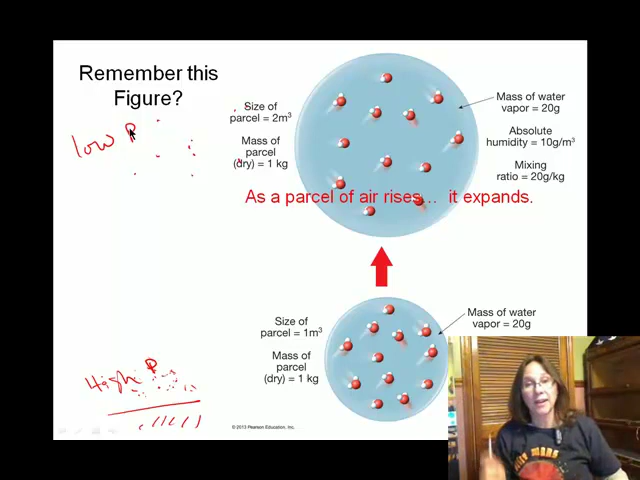 Remember this
Figure?
low P
Size of
parcel = 2m³
Mass of
parcel
(dry) = 1 kg
Mass of water
vapor = 20g
Absolute
humidity = 10g/m³
Mixing
ratio = 20g/kg
As a parcel of air rises… it expands.
Size of
parcel = 1m³
Mass of
parcel
(dry) = 1 kg
Mass of water
vapor = 20g
High P
© 2013 Pearson Education, Inc.